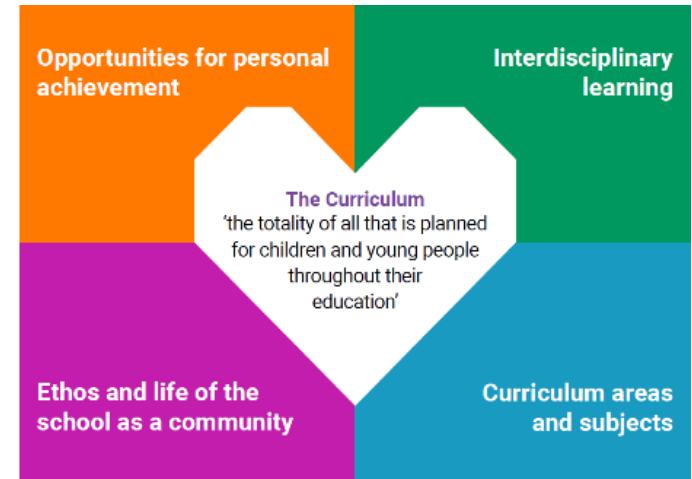 Opportunities for personal
achievement
Interdisciplinary
learning
The Curriculum
‘the totality of all that is planned
for children and young people
throughout their
education’
Ethos and life of the
school as a community
Curriculum areas
and subjects